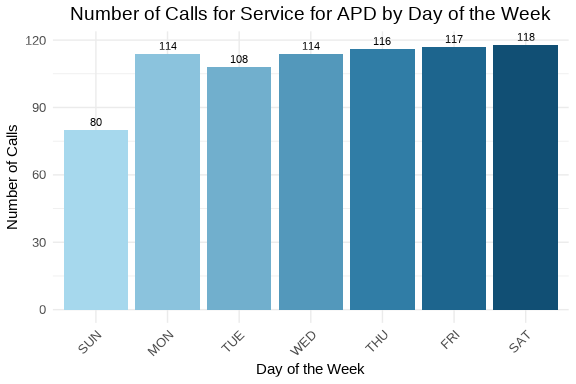 Number of Calls for Service for APD by Day of the Week
Number of Calls
120
90
60
30
0
80
114
108
114
116
117
118
SUN
MON
TUE
WED
THU
FRI
SAT
Day of the Week